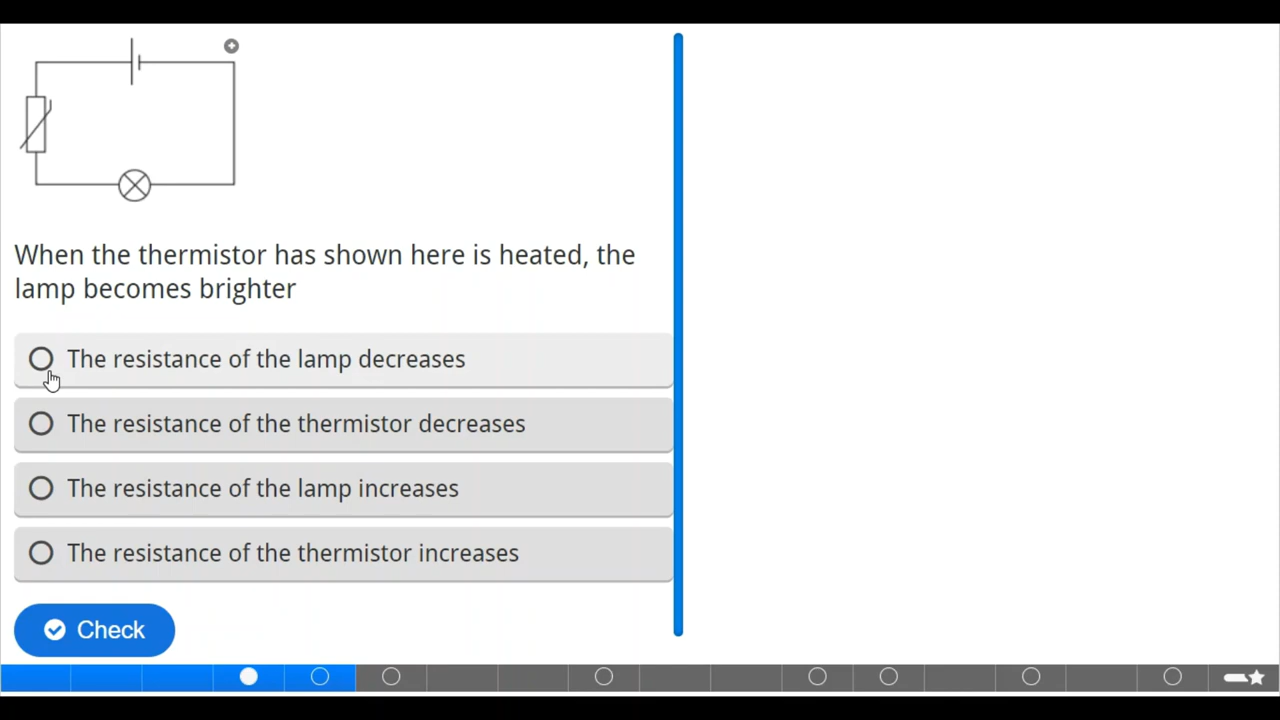 When the thermistor has shown here is heated, the
lamp becomes brighter
The resistance of the lamp decreases
The resistance of the thermistor decreases
The resistance of the lamp increases
The resistance of the thermistor increases
Check